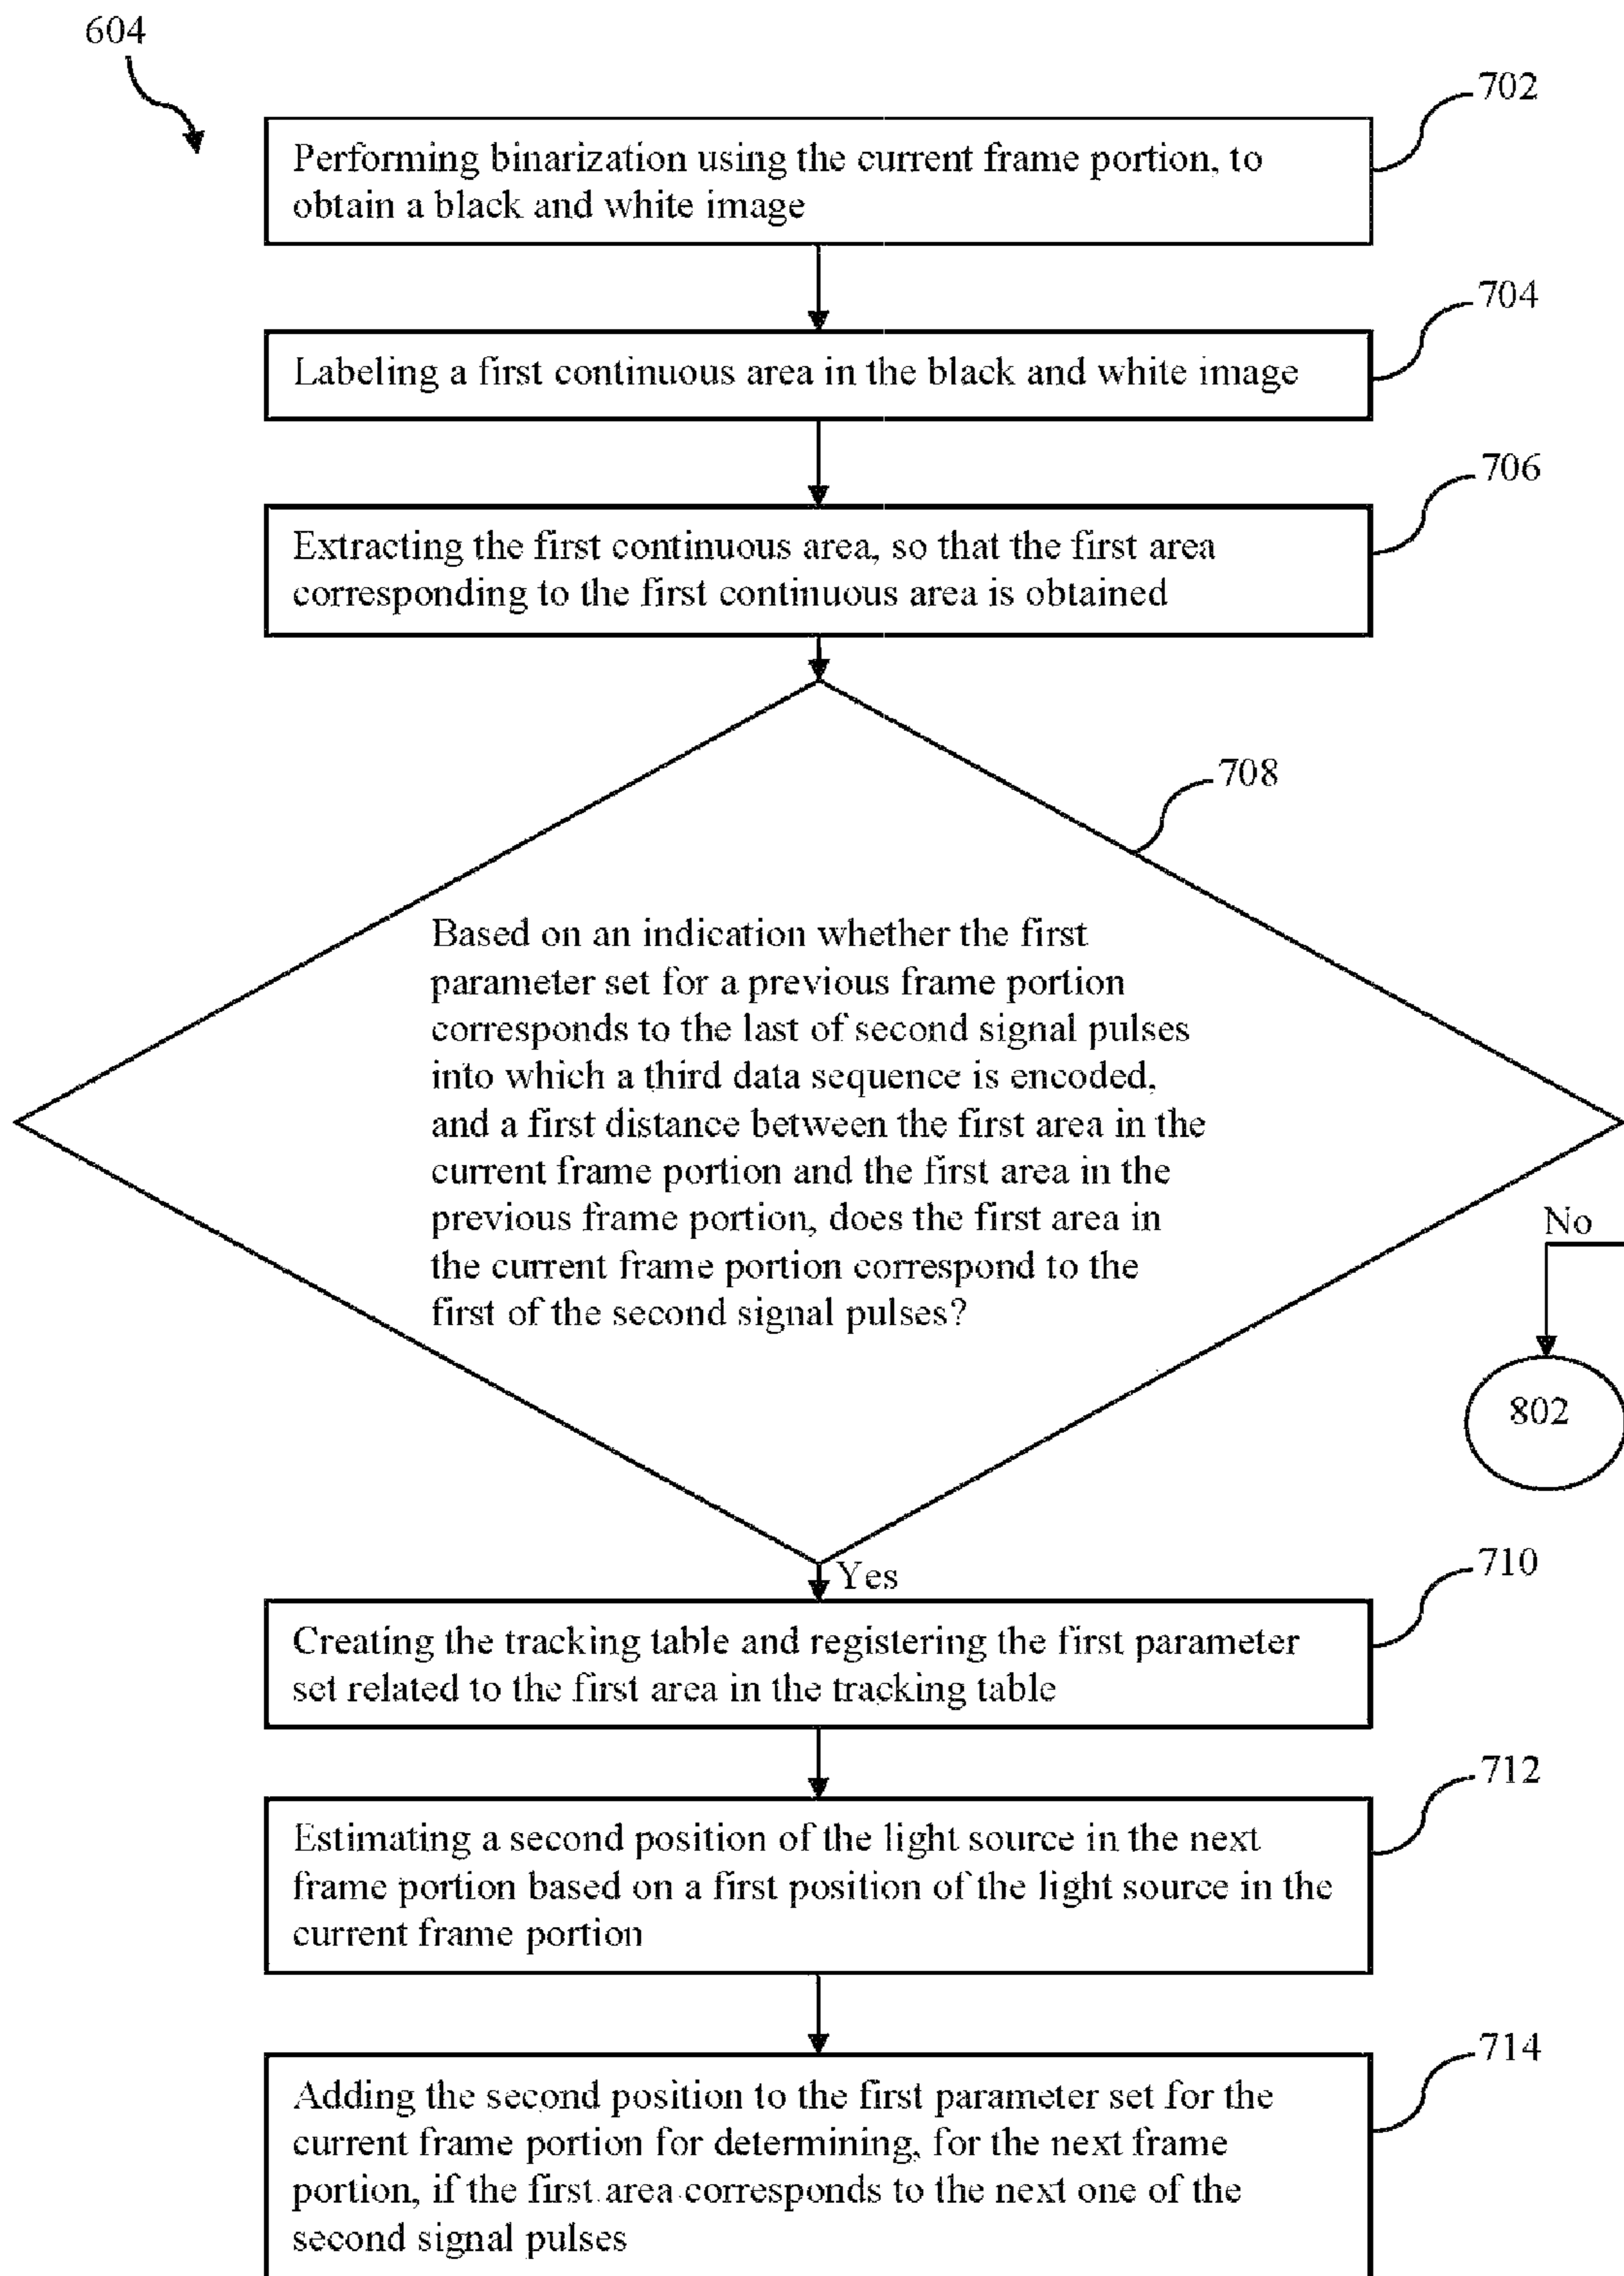 604
702
Performing binarization using the current frame portion, to
obtain a black and white image
704
Labeling a first continuous area in the black and white image
706
Extracting the first continuous area, so that the first area
corresponding to the first continuous area is obtained
708
Based on an indication whether the first
parameter set for a previous frame portion
corresponds to the last of second signal pulses
into which a third data sequence is encoded,
and a first distance between the first area in the
current frame portion and the first area in the
previous frame portion, does the first area in
the current frame portion correspond to the
first of the second signal pulses?
No
802
Yes
710
Creating the tracking table and registering the first parameter
set related to the first area in the tracking table
712
Estimating a second position of the light source in the next
frame portion based on a first position of the light source in the
current frame portion
714
Adding the second position to the first parameter set for the
current frame portion for determining, for the next frame
portion, if the first area corresponds to the next one of the
second signal pulses